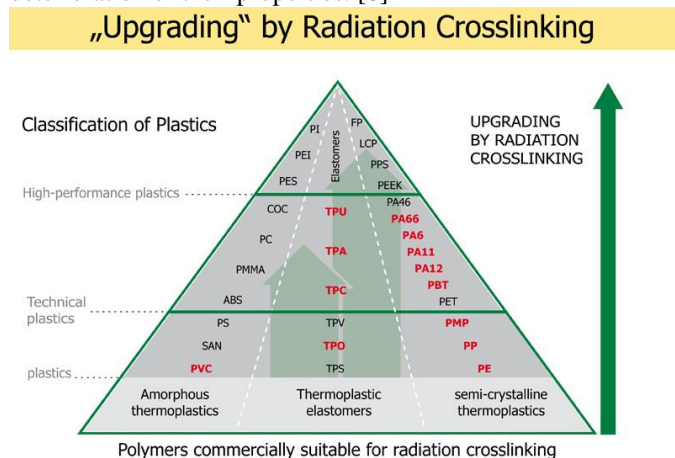 „Upgrading“ by Radiation Crosslinking
Classification of Plastics
UPGRADING
BY RADIATION
CROSSLINKING
High-performance plastics
Technical
plastics
plastics
PI
PEI
PES
Elastomers
FP
LCP
PPS
PEEK
COC
PC
PMMA
ABS
TPU
TPA
TPC
PA46
PA66
PA6
PA11
PA12
PBT
PET
PS
SAN
PVC
TPV
TPO
TPS
PMP
PP
PE
Amorphous
thermoplastics
Thermoplastic
elastomers
semi-crystalline
thermoplastics
Polymers commercially suitable for radiation crosslinking